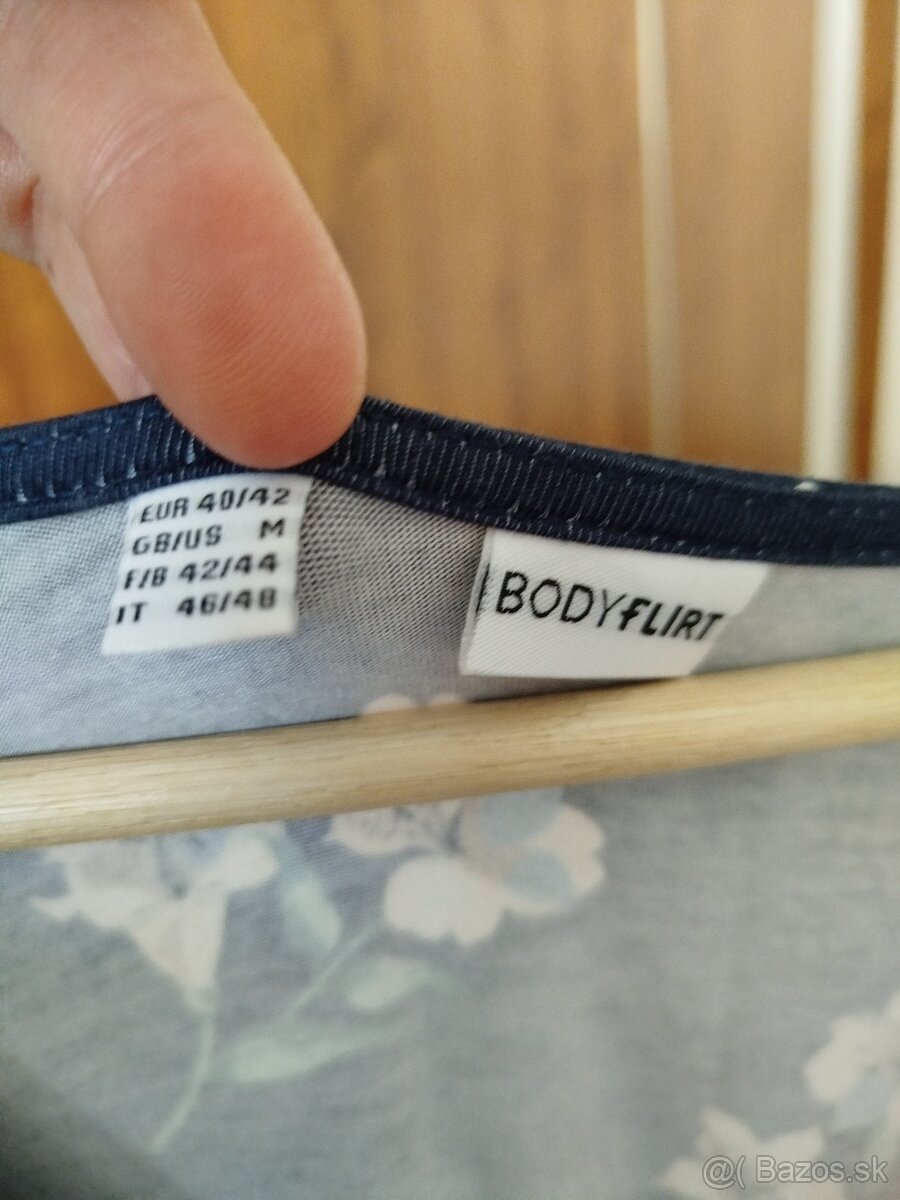 EUR 40/42
GB/US M
F/B 42/44
IT 46/48
BODYfLIRT
@( Bazos.sk